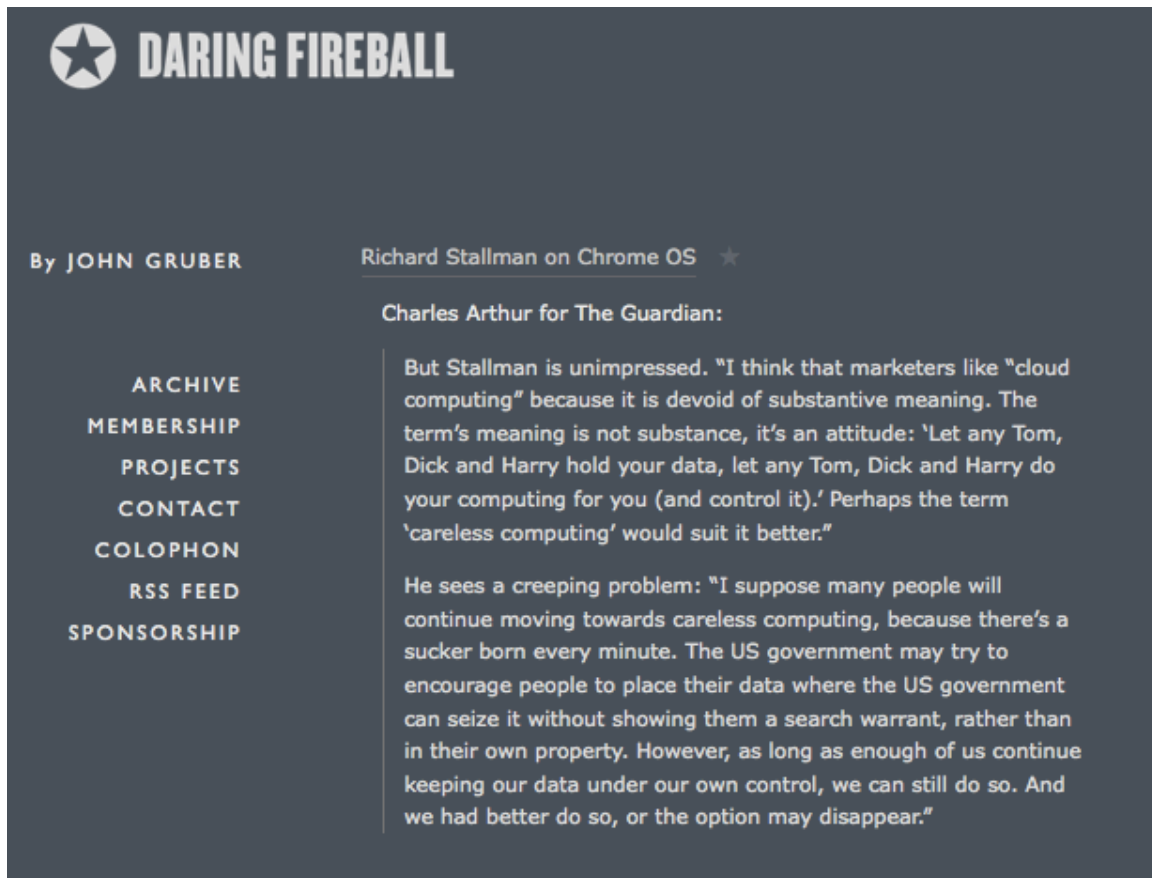 DARING FIREBALL
By JOHN GRUBER
ARCHIVE
MEMBERSHIP
PROJECTS
CONTACT
COLOPHON
RSS FEED
SPONSORSHIP
Richard Stallman on Chrome OS ★
Charles Arthur for The Guardian:
But Stallman is unimpressed. “I think that marketers like “cloud
computing” because it is devoid of substantive meaning. The
term’s meaning is not substance, it’s an attitude: ‘Let any Tom,
Dick and Harry hold your data, let any Tom, Dick and Harry do
your computing for you (and control it).’ Perhaps the term
‘careless computing’ would suit it better.”
He sees a creeping problem: “I suppose many people will
continue moving towards careless computing, because there’s a
sucker born every minute. The US government may try to
encourage people to place their data where the US government
can seize it without showing them a search warrant, rather than
in their own property. However, as long as enough of us continue
keeping our data under our own control, we can still do so. And
we had better do so, or the option may disappear.”